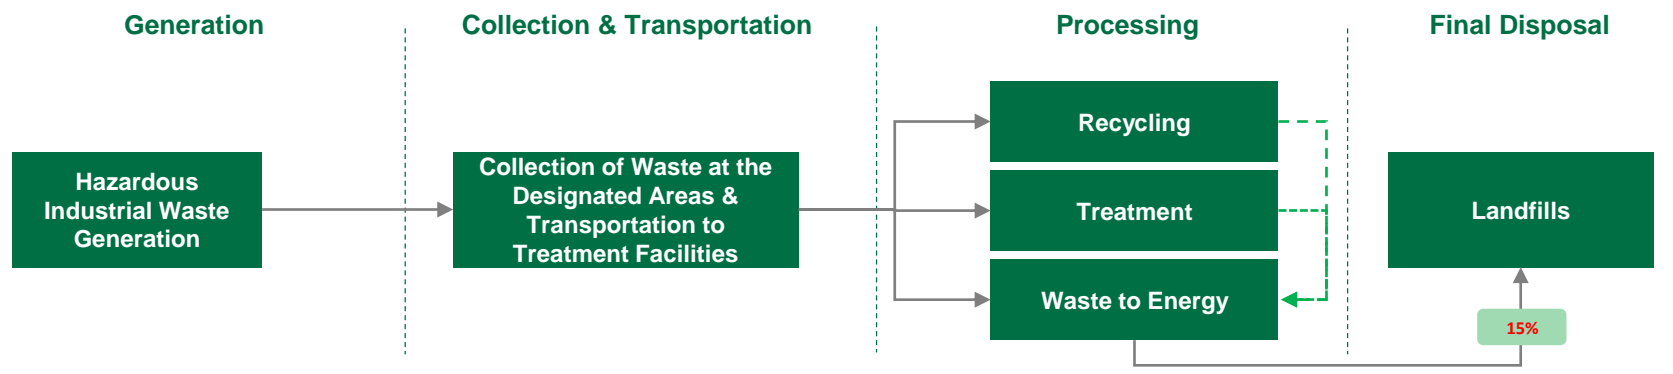 Generation
Collection & Transportation
Processing
Final Disposal
Hazardous
Industrial Waste
Generation
Collection of Waste at the
Designated Areas &
Transportation to
Treatment Facilities
Recycling
Treatment
Waste to Energy
Landfills
15%